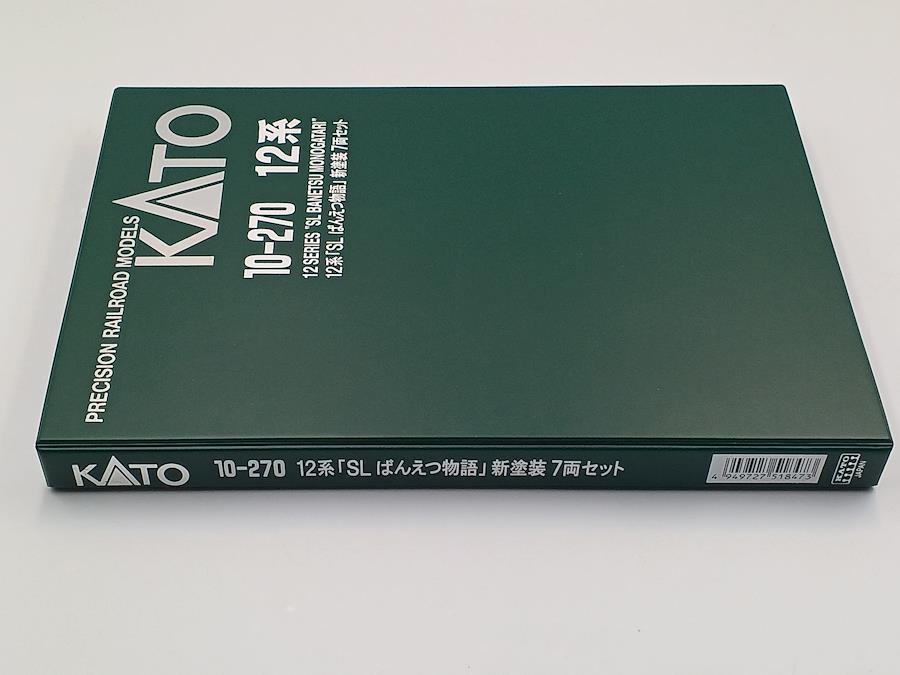 PRECISION RAILROAD MODELS
KATO
10-270 12系
12 SERIES "SL BANETSU MONOGATARI"
12系「SL ばんえつ物語」新塗装 7両セット
KATO 10-270 12系「SL ばんえつ物語」新塗装 7両セット
4 949727 518473
JAPAN